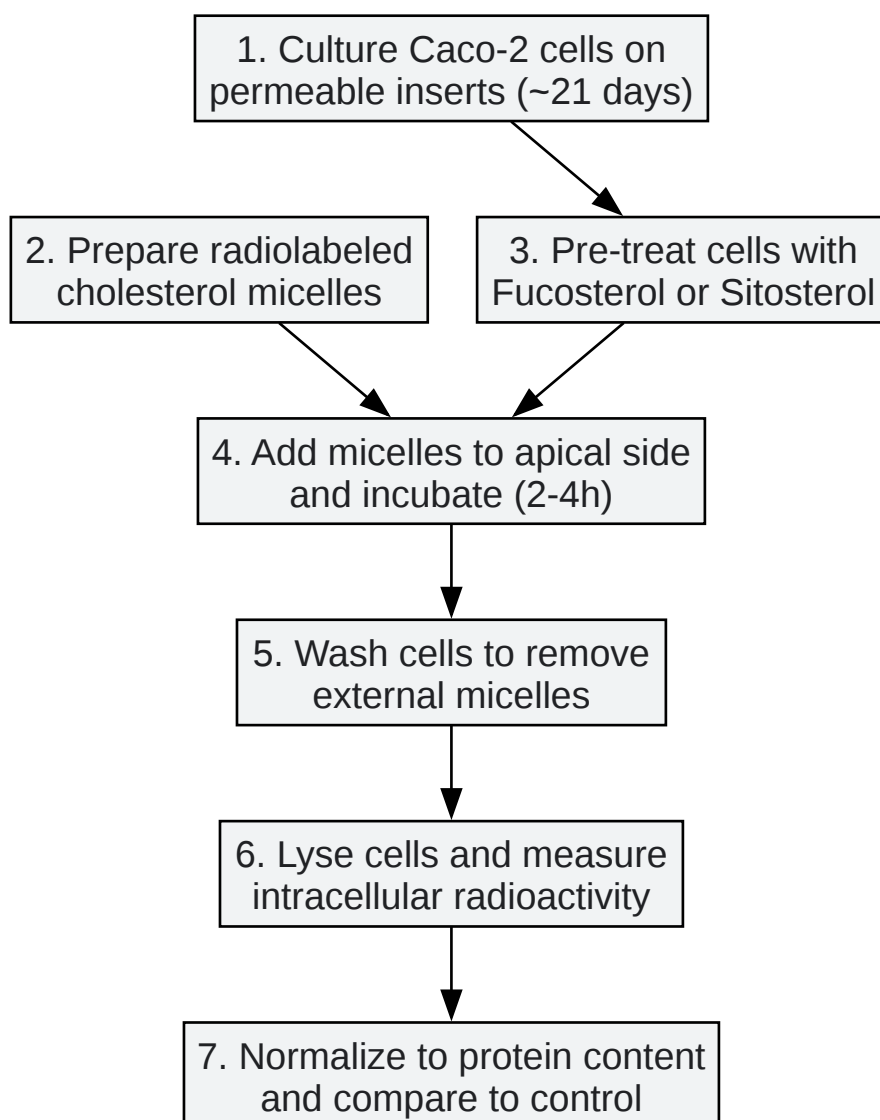 1. Culture Caco-2 cells on
permeable inserts (~21 days)
2. Prepare radiolabeled
cholesterol micelles
3. Pre-treat cells with
Fucosterol or Sitosterol
4. Add micelles to apical side
and incubate (2-4h)
5. Wash cells to remove
external micelles
6. Lyse cells and measure
intracellular radioactivity
7. Normalize to protein content
and compare to control